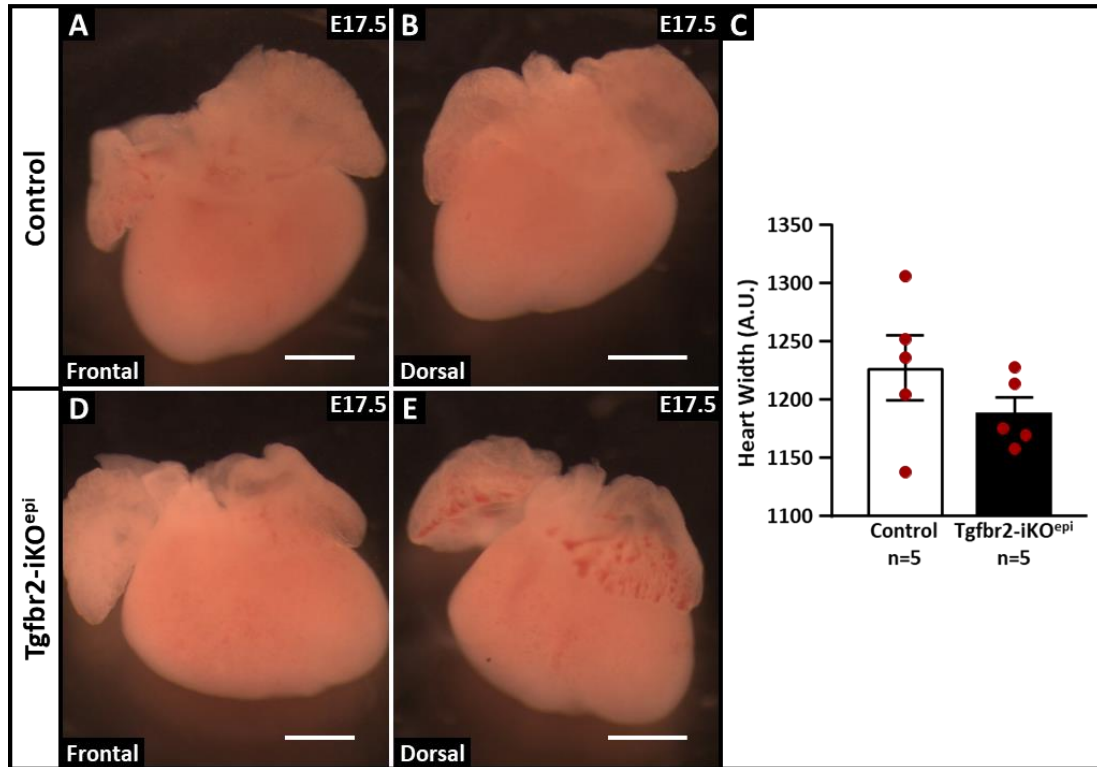 A
E17.5
B
E17.5
C
Control
Frontal
Dorsal
D
E17.5
E
E17.5
Tgfbr2-iKOᵉᵖⁱ
Frontal
Dorsal
Heart Width (A.U.)
1350
1300
1250
1200
1150
1100
Control
n=5
Tgfbr2-iKOᵉᵖⁱ
n=5